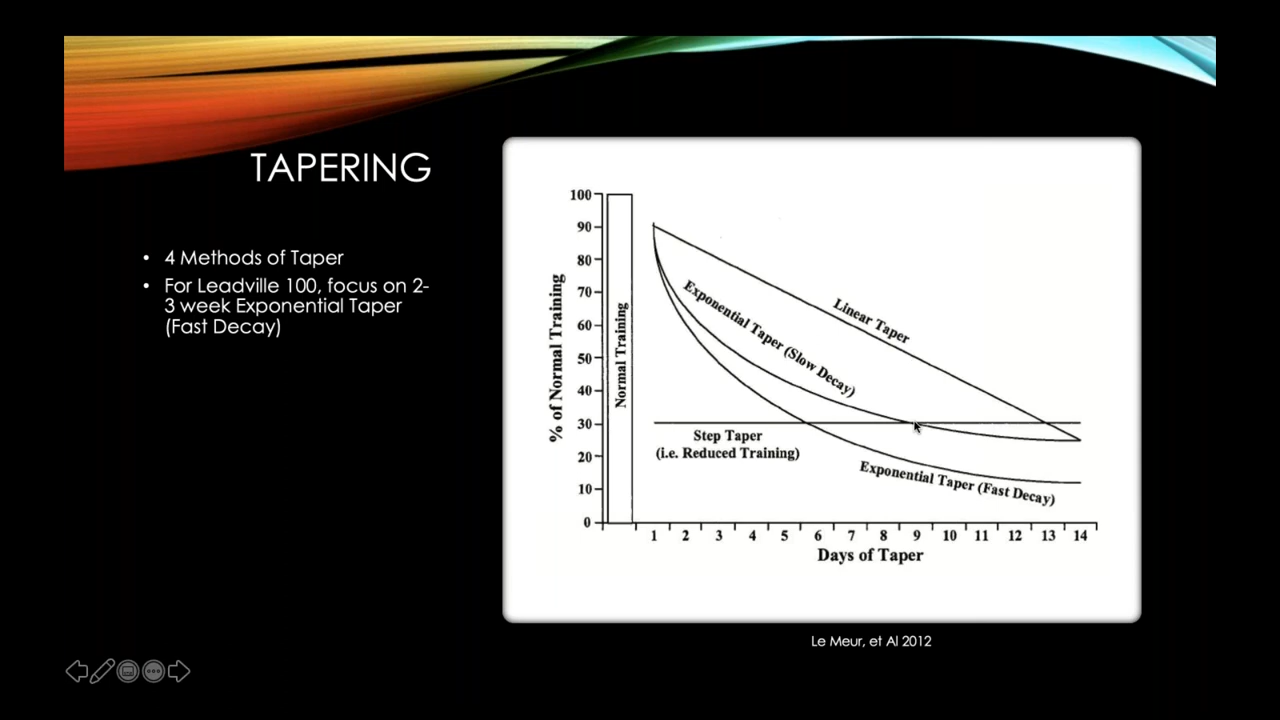 TAPERING
• 4 Methods of Taper
• For Leadville 100, focus on 2-
3 week Exponential Taper
(Fast Decay)
% of Normal Training
100
90
80
70
60
50
40
30
20
10
0
Normal Training
Linear Taper
Exponential Taper (Slow Decay)
Step Taper
(i.e. Reduced Training)
Exponential Taper (Fast Decay)
1 2 3 4 5 6 7 8 9 10 11 12 13 14
Days of Taper
Le Meur, et Al 2012